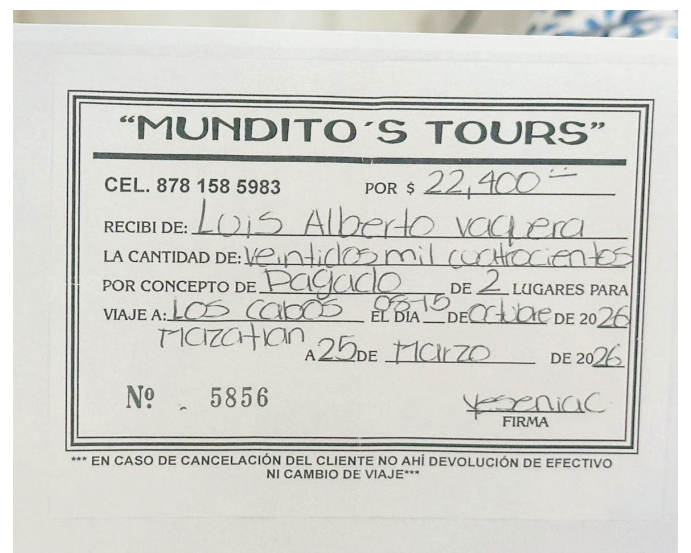 “MUNDITO´S TOURS”
CEL. 878 158 5983 POR $ 22,400
RECIBI DE: Luis Alberto vaquera
LA CANTIDAD DE: veintidos mil cuatrocientos
POR CONCEPTO DE Pagado DE 2 LUGARES PARA
VIAJE A: Los cabos EL DÍA 08-15 DE Octubre DE 2026
Mazatlan
A 25 DE Marzo DE 2026
Nº 5856 Yesenia C
FIRMA
*** EN CASO DE CANCELACIÓN DEL CLIENTE NO AHÍ DEVOLUCIÓN DE EFECTIVO
NI CAMBIO DE VIAJE***